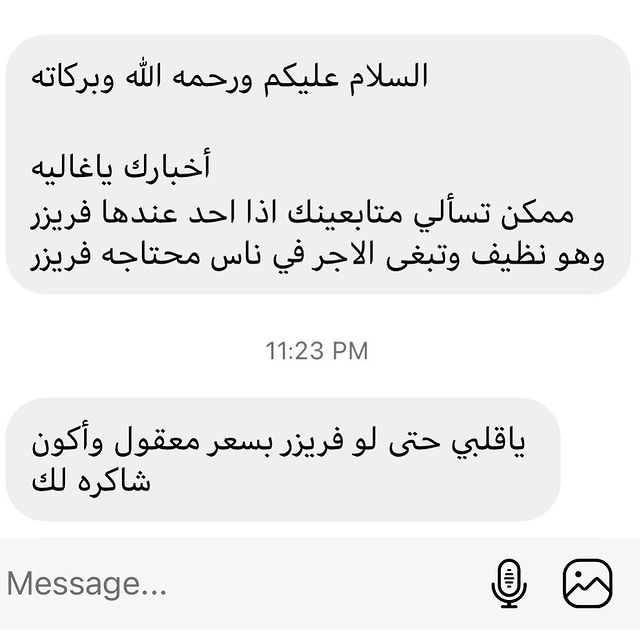 السلام عليكم ورحمه الله وبركاته
أخبارك ياغاليه
ممكن تسألي متابعينك اذا احد عندها فريزر
وهو نظيف وتبغى الاجر في ناس محتاجه فريزر
11:23 PM
ياقلبي حتى لو فريزر بسعر معقول وأكون
شاكره لك
Message...